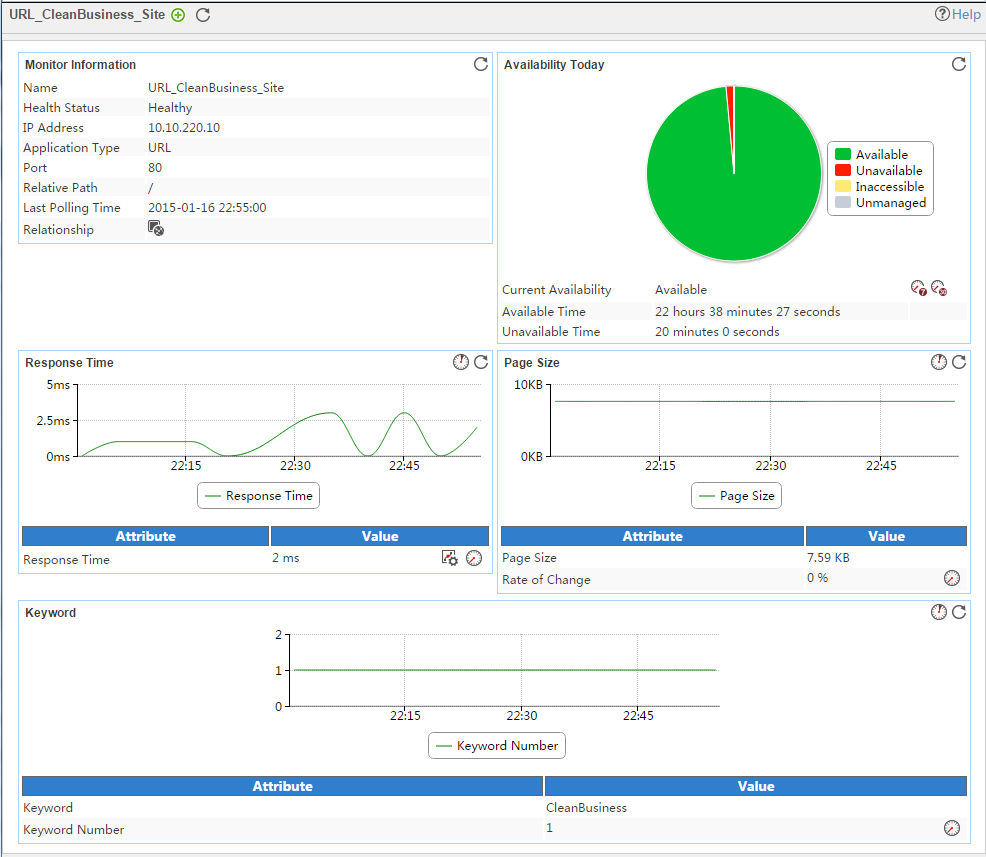 URL_CleanBusiness_Site
Help
Monitor Information
Name URL_CleanBusiness_Site
Health Status Healthy
IP Address 10.10.220.10
Application Type URL
Port 80
Relative Path /
Last Polling Time 2015-01-16 22:55:00
Relationship
Availability Today
Available
Unavailable
Inaccessible
Unmanaged
Current Availability Available
Available Time 22 hours 38 minutes 27 seconds
Unavailable Time 20 minutes 0 seconds
Response Time
5ms
2.5ms
0ms
22:15 22:30 22:45
Response Time
Attribute Value
Response Time 2 ms
Page Size
10KB
0KB
22:15 22:30 22:45
Page Size
Attribute Value
Page Size 7.59 KB
Rate of Change 0 %
Keyword
2
1
0
22:15 22:30 22:45
Keyword Number
Attribute Value
Keyword CleanBusiness
Keyword Number 1